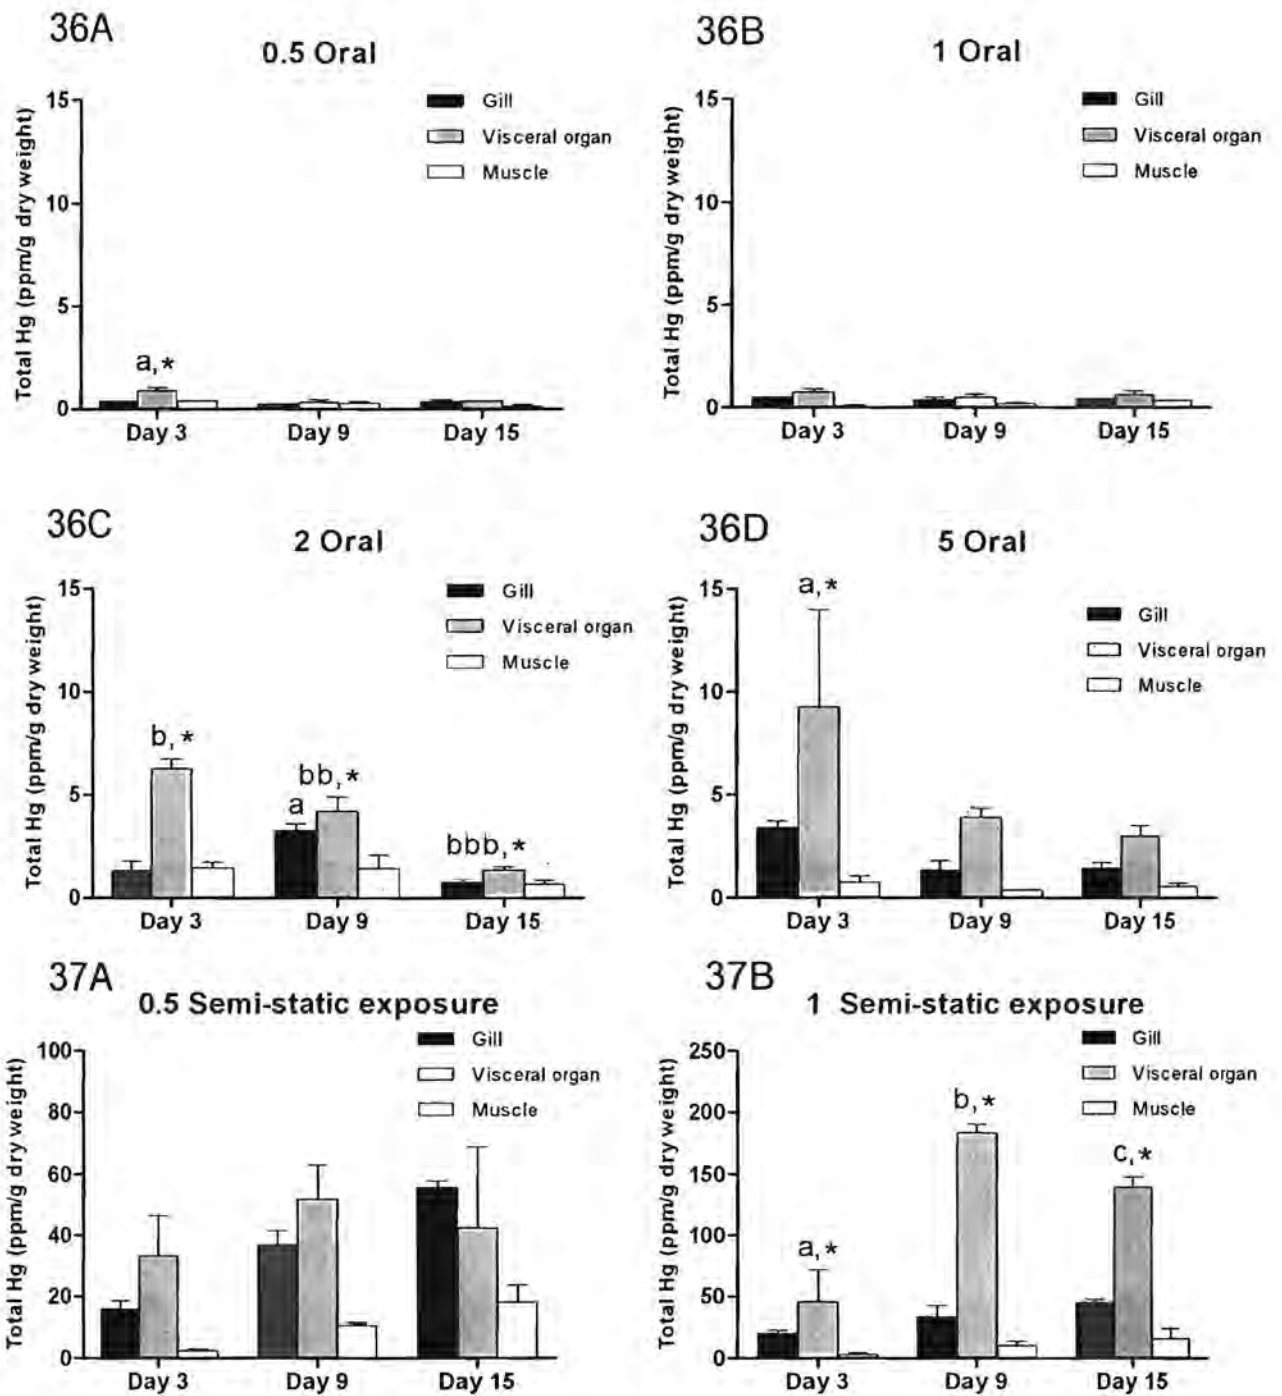 36A
0.5 Oral
Total Hg (ppm/g dry weight)
15
10
5
0
Gill
Visceral organ
Muscle
a,*
Day 3
Day 9
Day 15
36B
1 Oral
Total Hg (ppm/g dry weight)
15
10
5
0
Gill
Visceral organ
Muscle
Day 3
Day 9
Day 15
36C
2 Oral
Total Hg (ppm/g dry weight)
15
10
5
0
Gill
Visceral organ
Muscle
b,*
bb,*
a
bbb,*
Day 3
Day 9
Day 15
36D
5 Oral
Total Hg (ppm/g dry weight)
15
10
5
0
Gill
Visceral organ
Muscle
a,*
Day 3
Day 9
Day 15
37A
0.5 Semi-static exposure
Total Hg (ppm/g dry weight)
100
80
60
40
20
0
Gill
Visceral organ
Muscle
Day 3
Day 9
Day 15
37B
1 Semi-static exposure
Total Hg (ppm/g dry weight)
250
200
150
100
50
0
Gill
Visceral organ
Muscle
a,*
b,*
c,*
Day 3
Day 9
Day 15